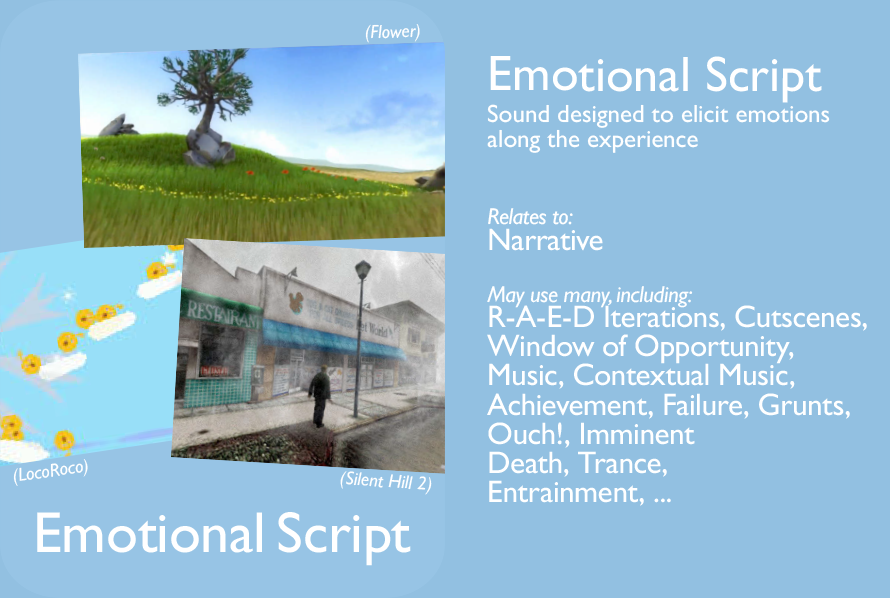 (Flower)
RESTAURANT
Pet World
(LocoRoco)
(Silent Hill 2)
Emotional Script
Emotional Script
Sound designed to elicit emotions
along the experience
Relates to:
Narrative
May use many, including:
R-A-E-D Iterations, Cutscenes,
Window of Opportunity,
Music, Contextual Music,
Achievement, Failure, Grunts,
Ouch!, Imminent
Death, Trance,
Entrainment, ...